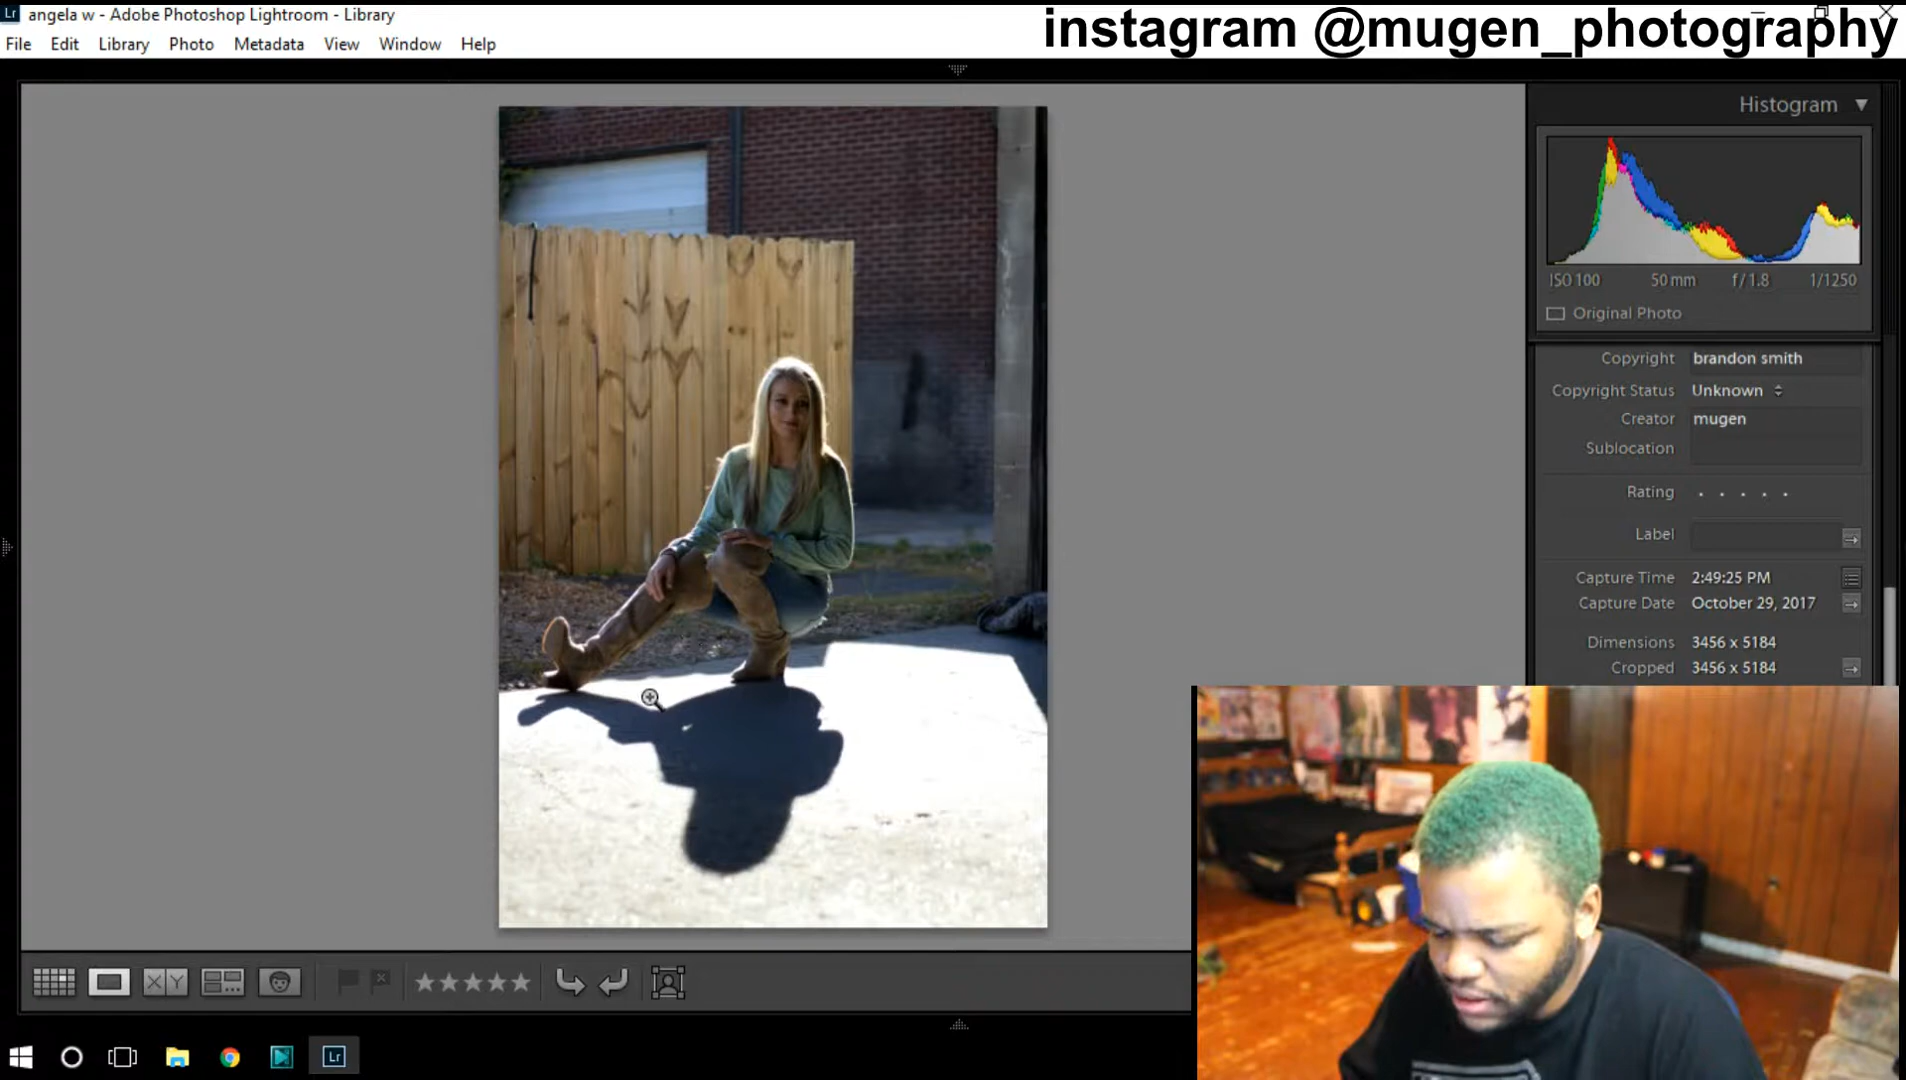 Lr angela w - Adobe Photoshop Lightroom - Library
instagram @mugen_photography
File Edit Library Photo Metadata View Window Help
Histogram
ISO 100 50 mm f / 1.8 1/1250
Original Photo
Copyright brandon smith
Copyright Status Unknown
Creator mugen
Sublocation
Rating
Label
Capture Time 2:49:25 PM
Capture Date October 29, 2017
Dimensions 3456 x 5184
Cropped 3456 x 5184
X Y
Lr